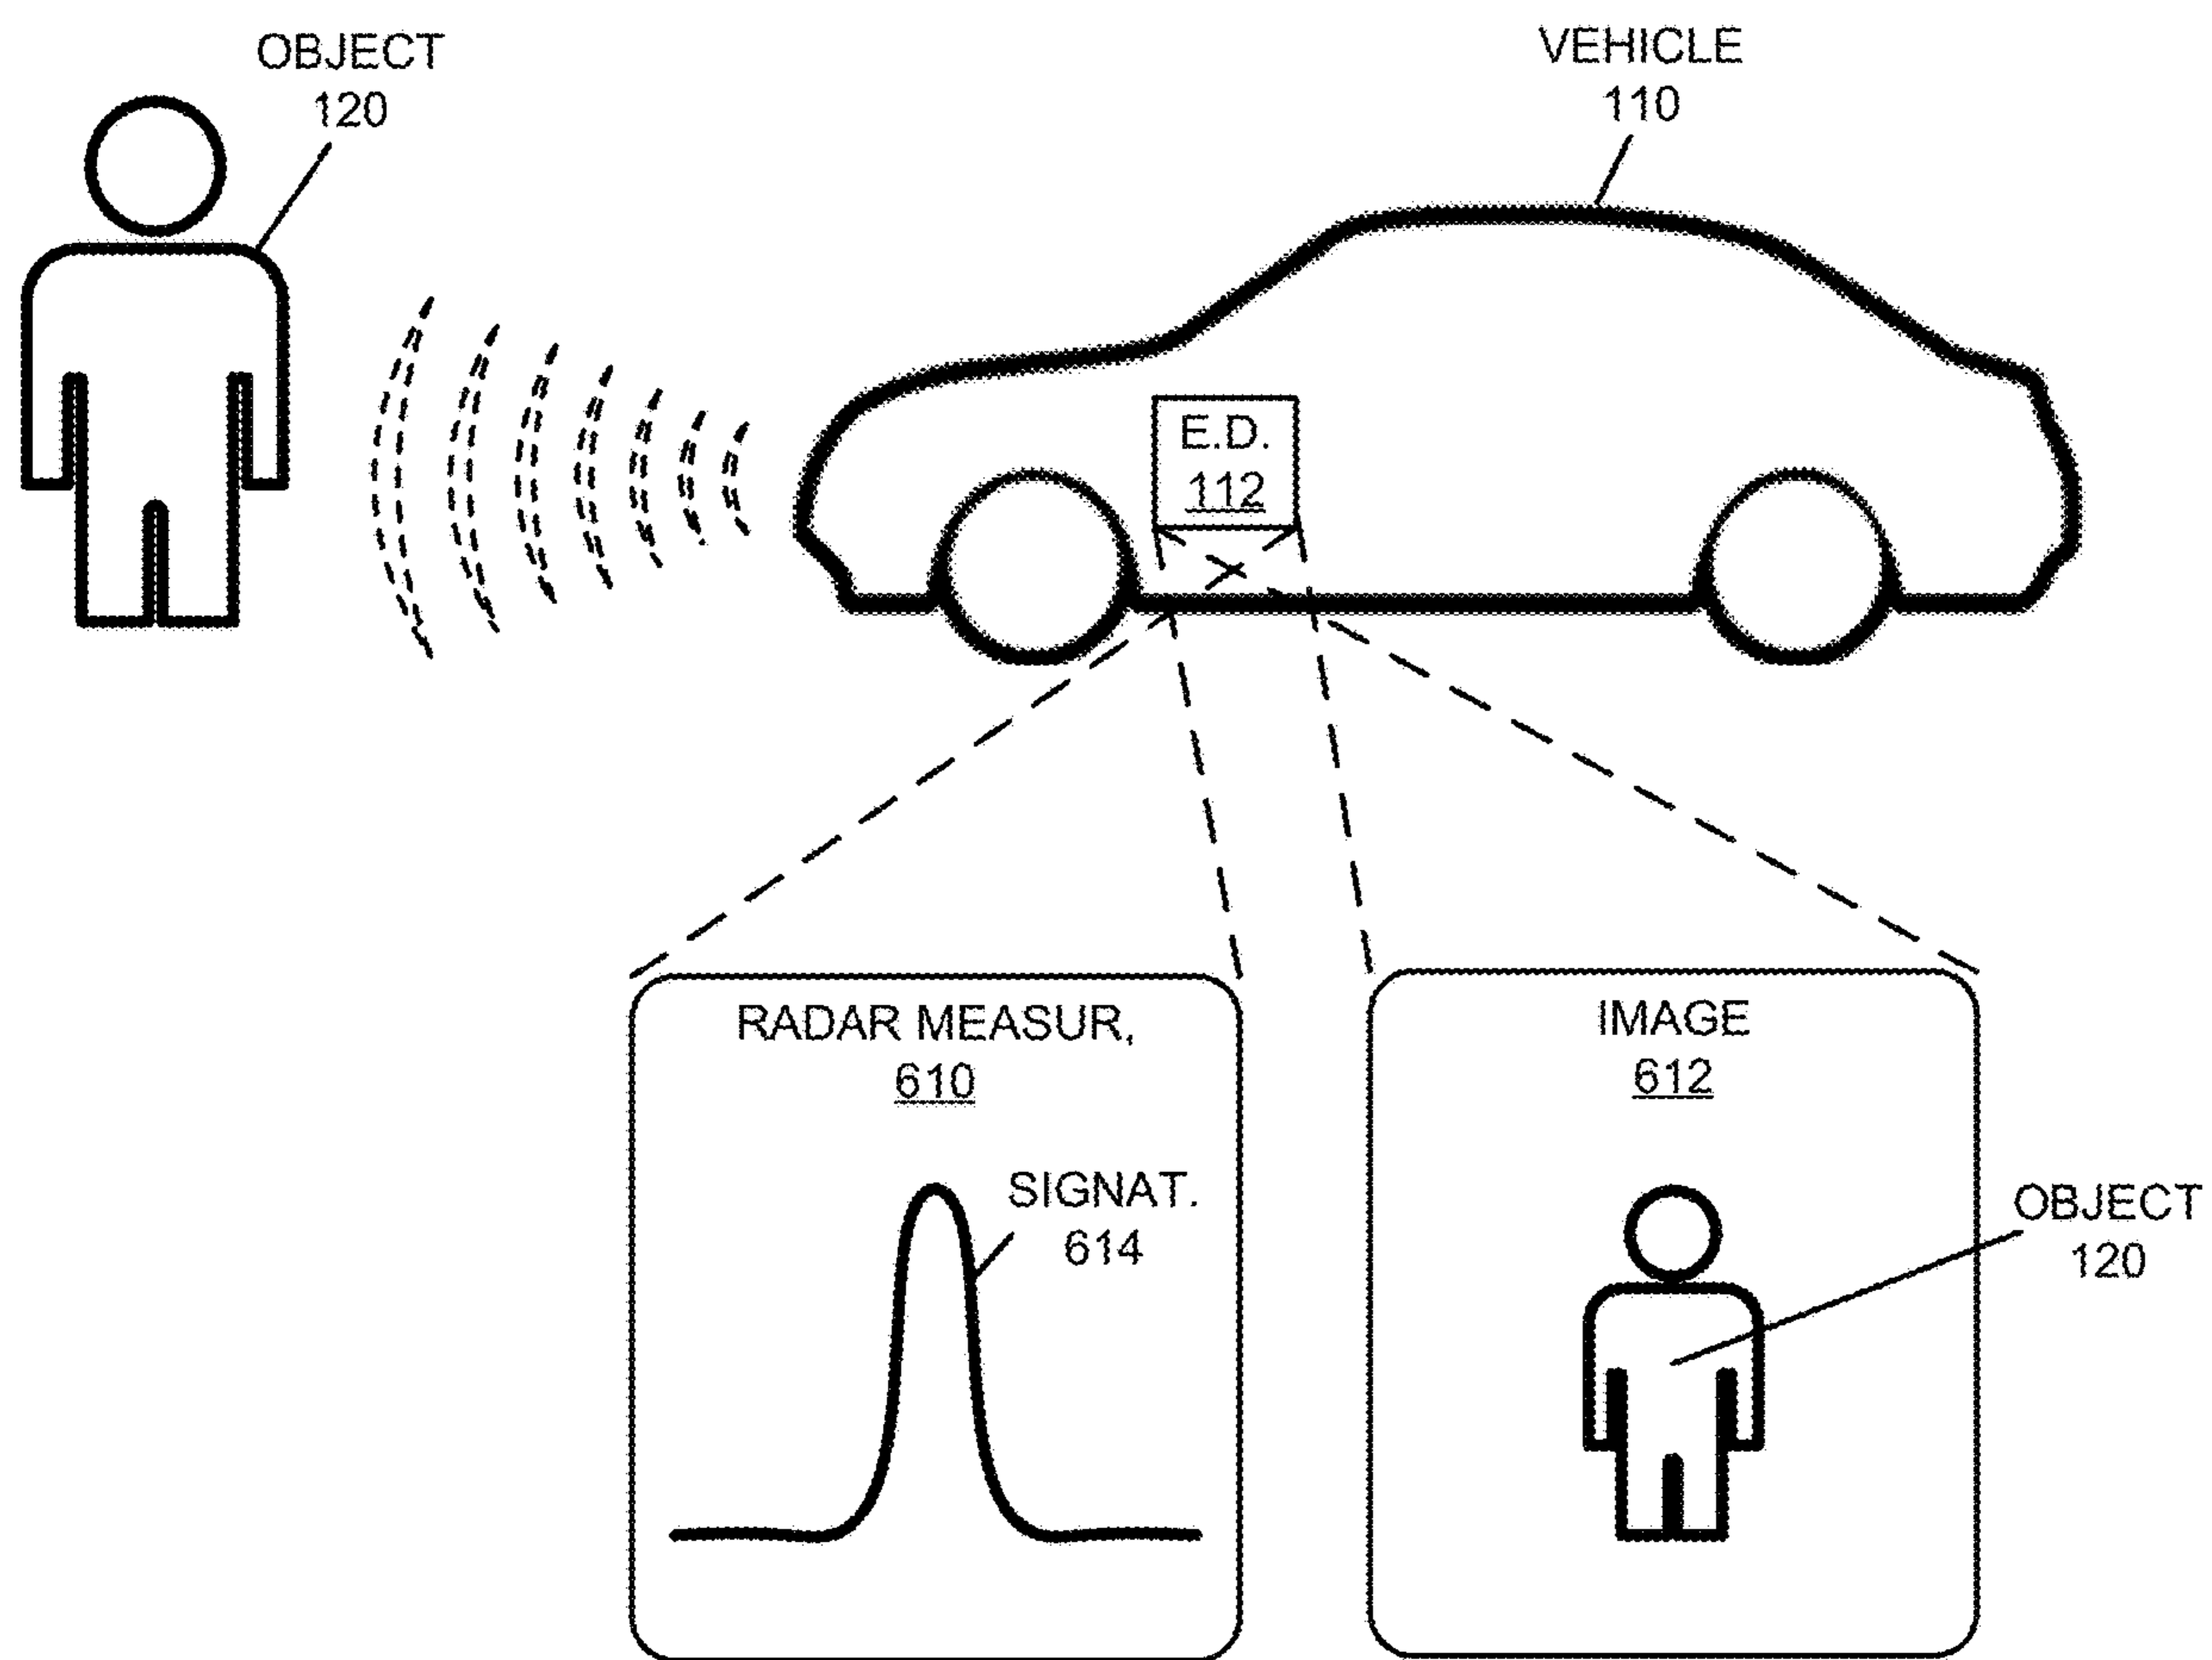 OBJECT
120
VEHICLE
110
E.D.
112
RADAR MEASUR,
610
SIGNAT.
614
IMAGE
612
OBJECT
120